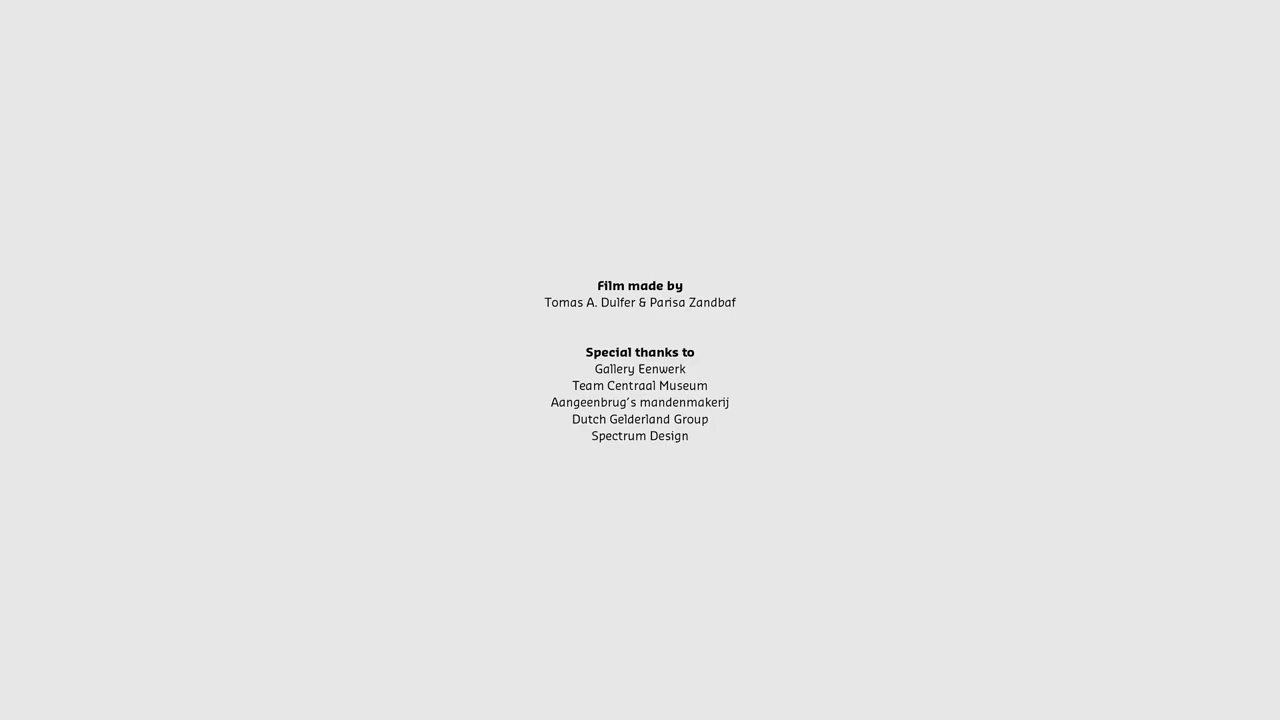 Film made by
Tomas A. Dulfer & Parisa Zandbaf
Special thanks to
Gallery Eenwerk
Team Centraal Museum
Aangeenbrug's mandenmakerij
Dutch Gelderland Group
Spectrum Design